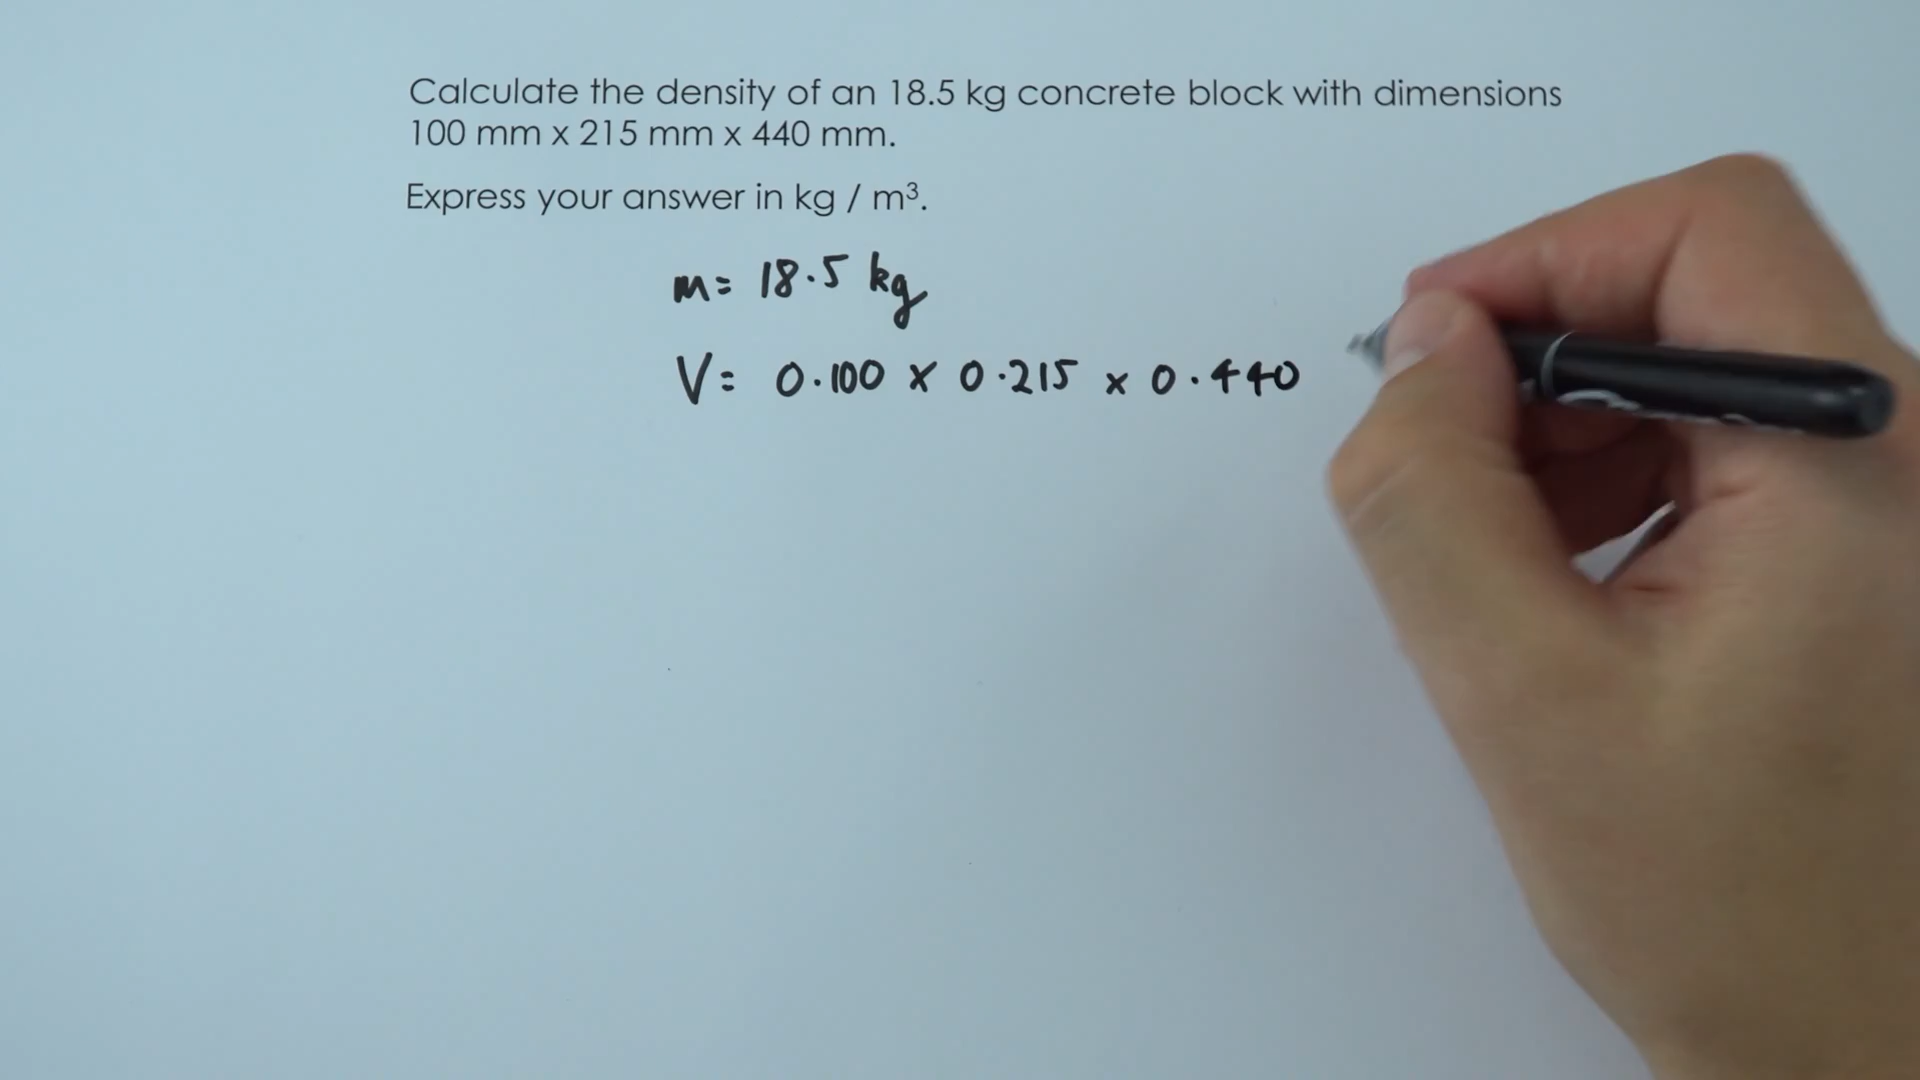 Calculate the density of an 18.5 kg concrete block with dimensions
100 mm x 215 mm x 440 mm.
Express your answer in kg / m³.
m = 18.5 kg
V = 0.100 x 0.215 x 0.440